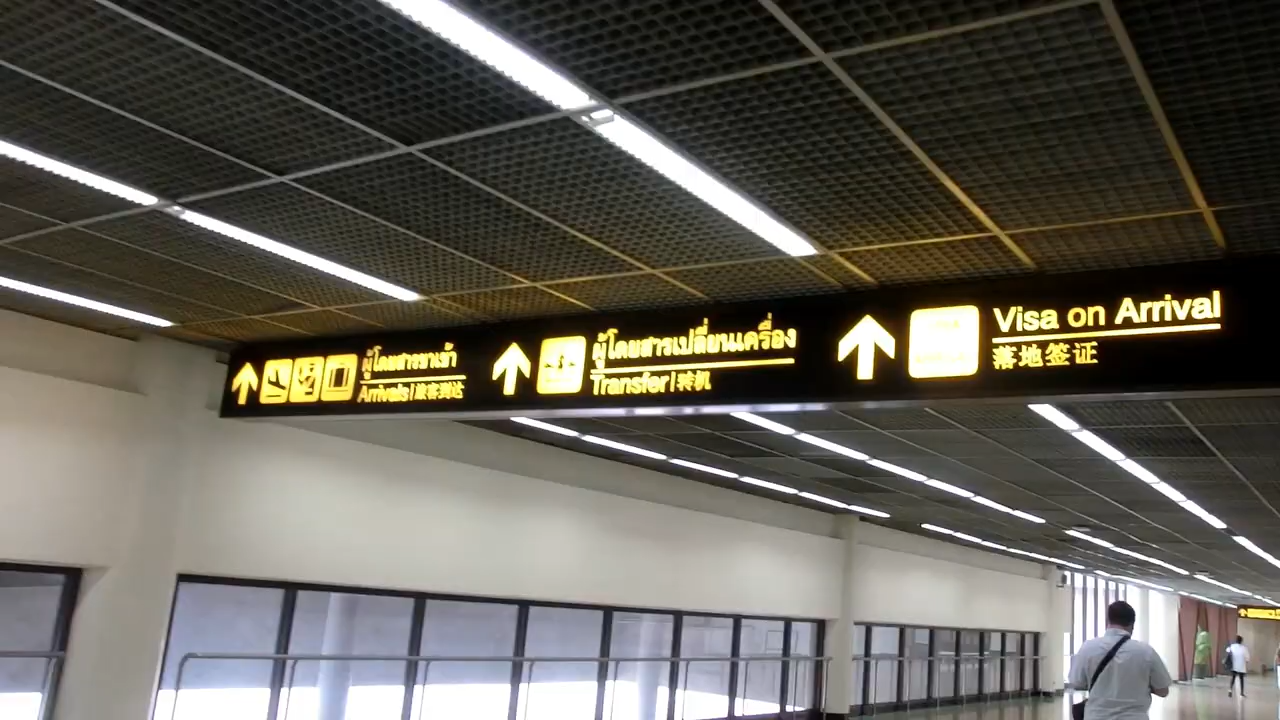 ผู้โดยสารขาเข้า
Arrivals/旅客到达
ผู้โดยสารเปลี่ยนเครื่อง
Transfer/转机
Visa on Arrival
落地签证